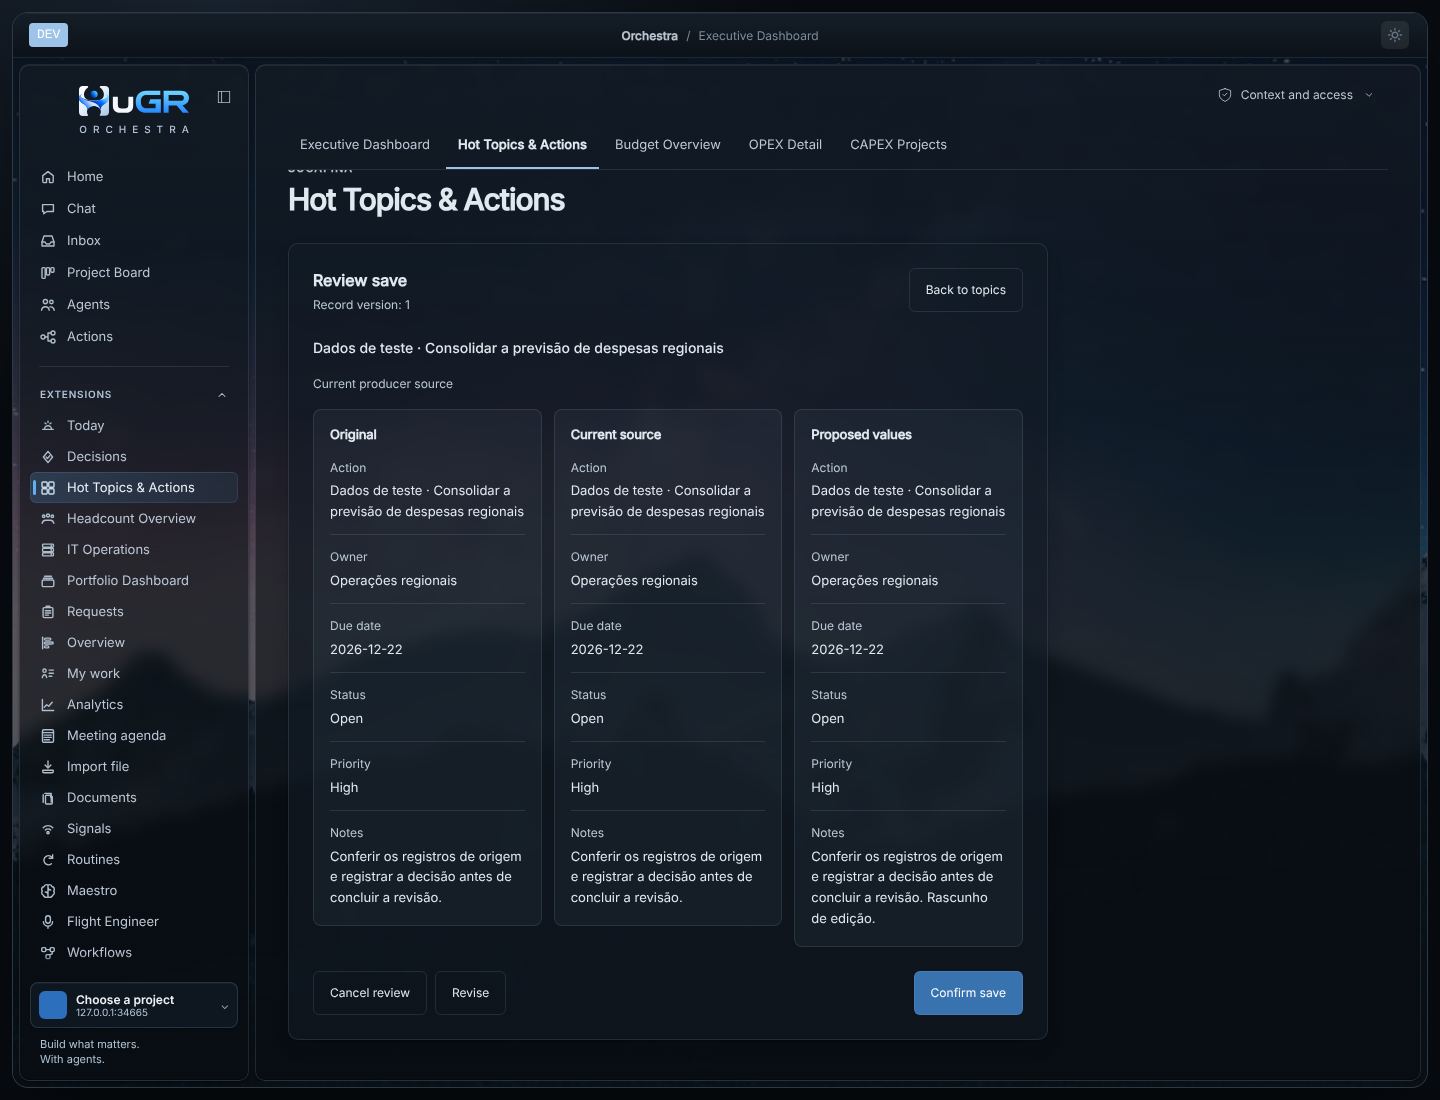 DEV
Orchestra / Executive Dashboard
HuGR
ORCHESTRA
Context and access
Home
Chat
Inbox
Project Board
Agents
Actions
EXTENSIONS
Today
Decisions
Hot Topics & Actions
Headcount Overview
IT Operations
Portfolio Dashboard
Requests
Overview
My work
Analytics
Meeting agenda
Import file
Documents
Signals
Routines
Maestro
Flight Engineer
Workflows
Choose a project
127.0.0.1:34665
Build what matters.
With agents.
Executive Dashboard
Hot Topics & Actions
Budget Overview
OPEX Detail
CAPEX Projects
Hot Topics & Actions
Review save
Record version: 1
Back to topics
Dados de teste · Consolidar a previsão de despesas regionais
Current producer source
Original
Action
Dados de teste · Consolidar a
previsão de despesas regionais
Owner
Operações regionais
Due date
2026-12-22
Status
Open
Priority
High
Notes
Conferir os registros de origem
e registrar a decisão antes de
concluir a revisão.
Current source
Action
Dados de teste · Consolidar a
previsão de despesas regionais
Owner
Operações regionais
Due date
2026-12-22
Status
Open
Priority
High
Notes
Conferir os registros de origem
e registrar a decisão antes de
concluir a revisão.
Proposed values
Action
Dados de teste · Consolidar a
previsão de despesas regionais
Owner
Operações regionais
Due date
2026-12-22
Status
Open
Priority
High
Notes
Conferir os registros de origem
e registrar a decisão antes de
concluir a revisão. Rascunho
de edição.
Cancel review
Revise
Confirm save